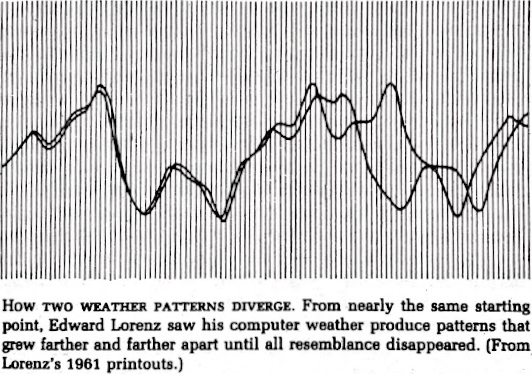 HOW TWO WEATHER PATTERNS DIVERGE. From nearly the same starting
point, Edward Lorenz saw his computer weather produce patterns that
grew farther and farther apart until all resemblance disappeared. (From
Lorenz's 1961 printouts.)